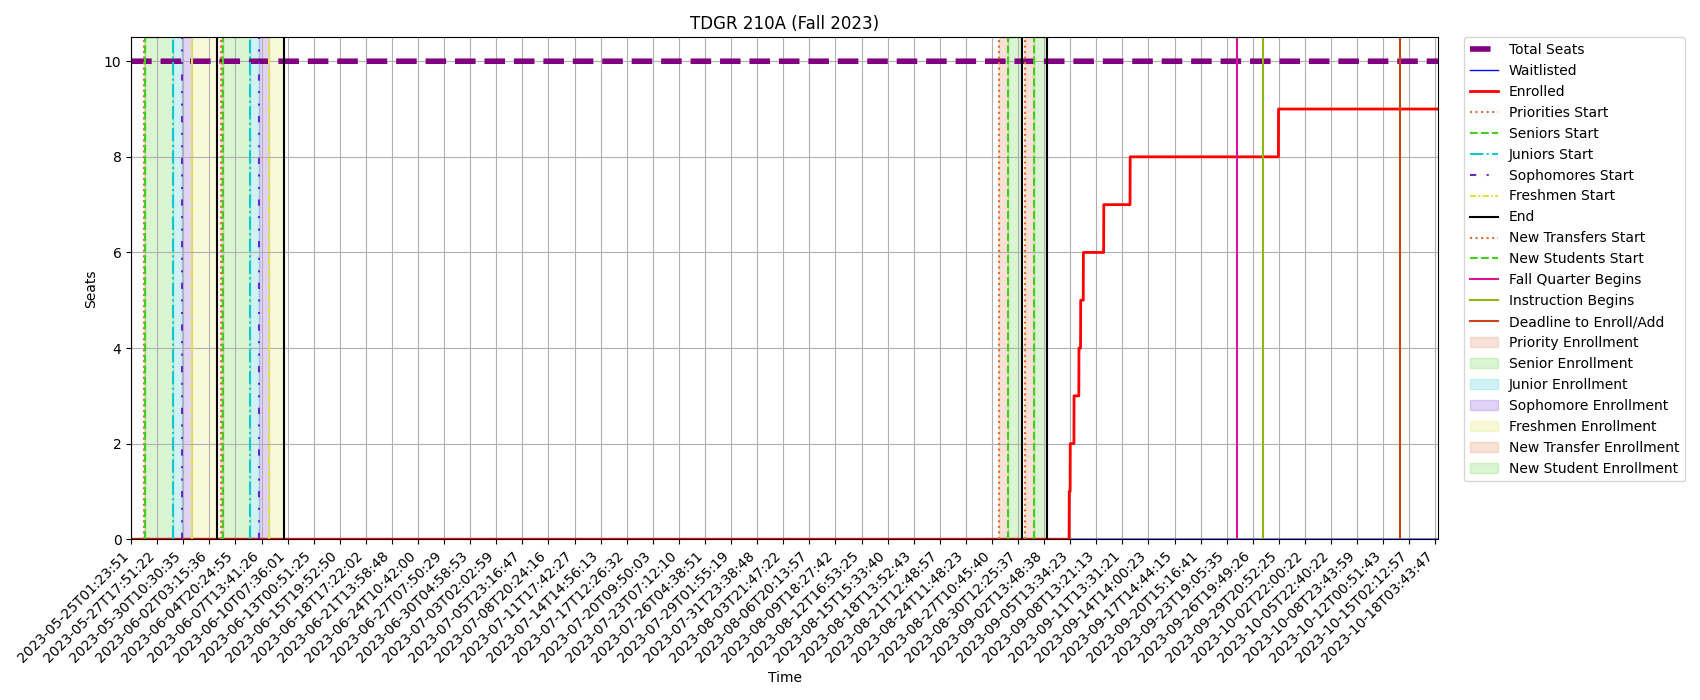 TDGR 210A (Fall 2023)
Seats
10
8
6
4
2
0
2023-05-25T01:23:51
2023-05-27T17:51:22
2023-05-30T10:30:35
2023-06-02T03:15:36
2023-06-04T20:24:55
2023-06-07T13:41:26
2023-06-10T07:36:01
2023-06-13T00:51:25
2023-06-15T19:52:50
2023-06-18T17:22:02
2023-06-21T13:58:48
2023-06-24T10:42:00
2023-06-27T07:50:29
2023-06-30T04:58:53
2023-07-03T02:02:59
2023-07-05T23:16:47
2023-07-08T20:24:16
2023-07-11T17:42:27
2023-07-14T14:56:13
2023-07-17T12:26:32
2023-07-20T09:50:03
2023-07-23T07:12:10
2023-07-26T04:38:51
2023-07-29T01:55:19
2023-07-31T23:38:48
2023-08-03T21:47:22
2023-08-06T20:13:57
2023-08-09T18:27:42
2023-08-12T16:53:25
2023-08-15T15:33:40
2023-08-18T13:52:43
2023-08-21T12:48:57
2023-08-24T11:48:23
2023-08-27T10:45:40
2023-08-30T12:25:37
2023-09-02T13:48:38
2023-09-05T13:34:23
2023-09-08T13:21:13
2023-09-11T13:31:21
2023-09-14T14:00:23
2023-09-17T14:44:15
2023-09-20T15:16:41
2023-09-23T19:05:35
2023-09-26T19:49:26
2023-09-29T20:52:25
2023-10-02T22:00:22
2023-10-05T22:40:22
2023-10-08T23:43:59
2023-10-12T00:51:43
2023-10-15T02:12:57
2023-10-18T03:43:47
Time
Total Seats
Waitlisted
Enrolled
Priorities Start
Seniors Start
Juniors Start
Sophomores Start
Freshmen Start
End
New Transfers Start
New Students Start
Fall Quarter Begins
Instruction Begins
Deadline to Enroll/Add
Priority Enrollment
Senior Enrollment
Junior Enrollment
Sophomore Enrollment
Freshmen Enrollment
New Transfer Enrollment
New Student Enrollment